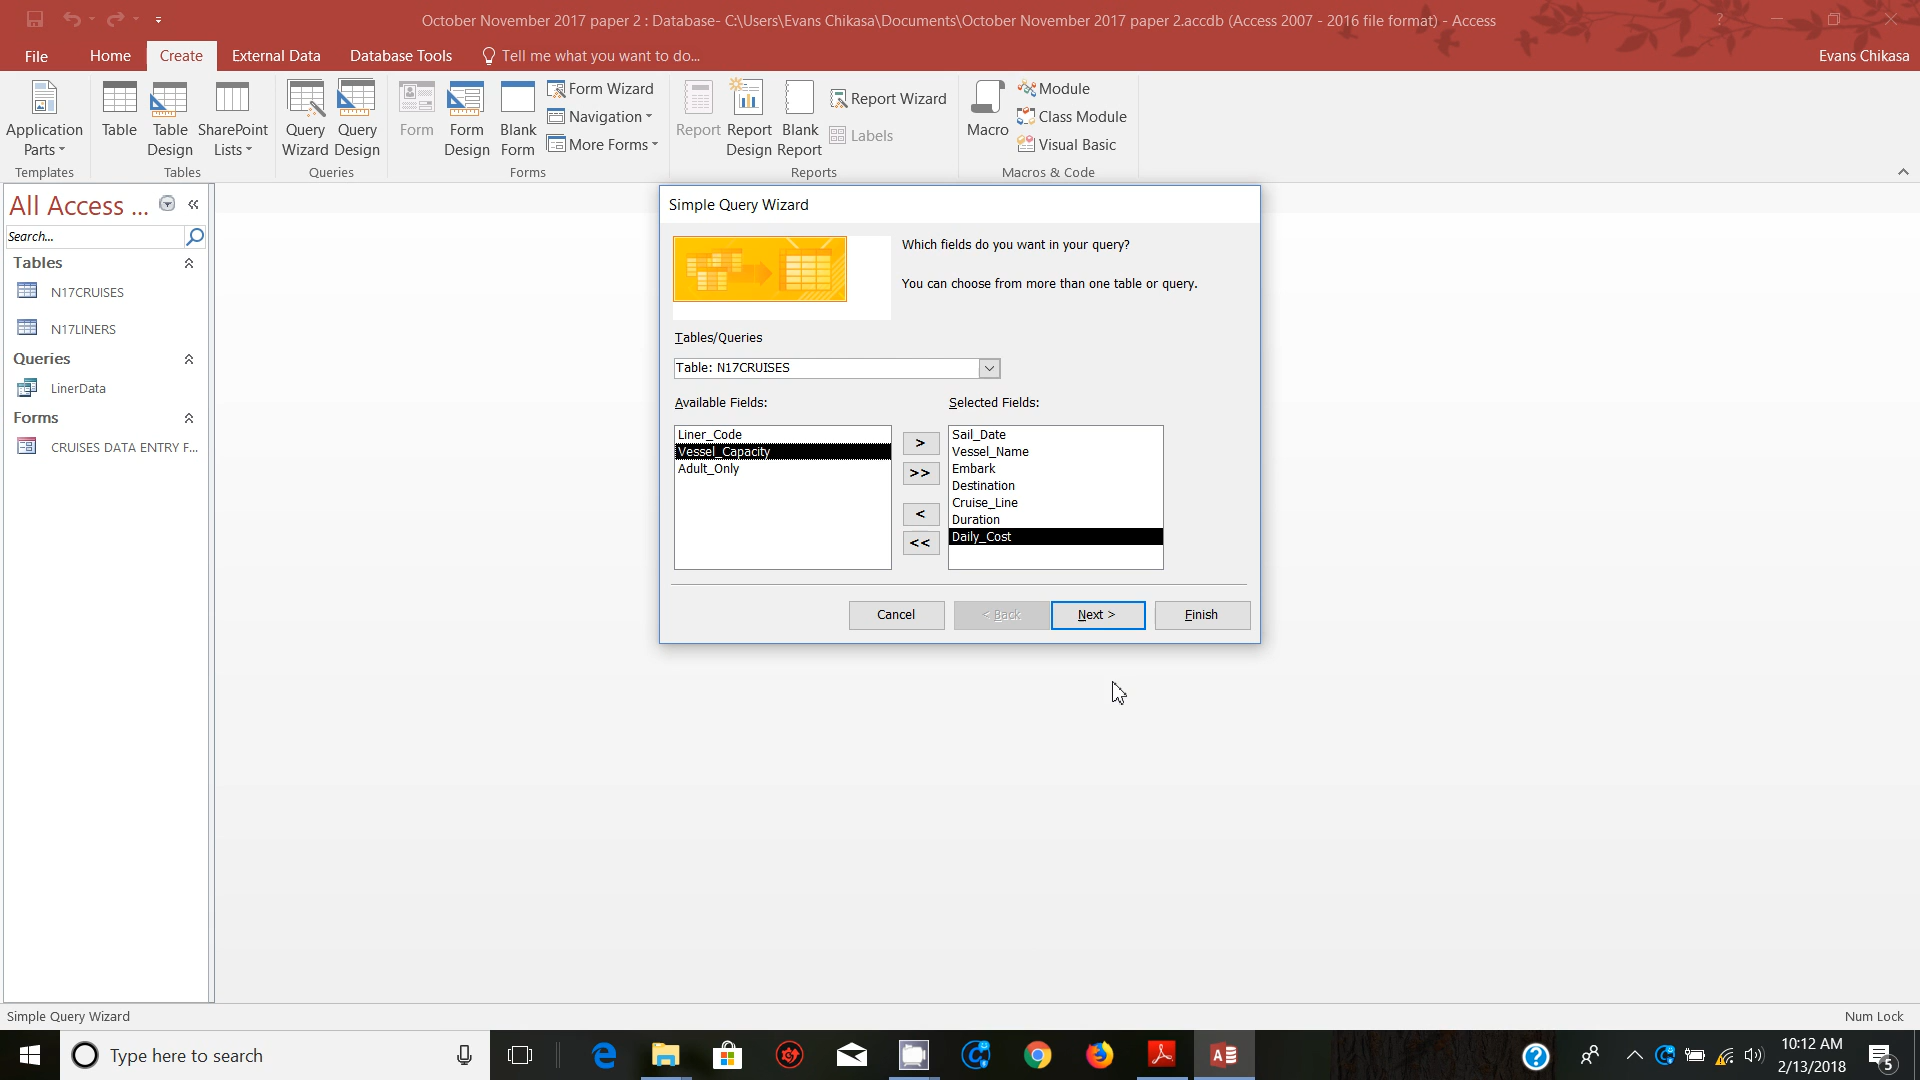 October November 2017 paper 2 : Database- C:\Users\Evans Chikasa\Documents\October November 2017 paper 2.accdb (Access 2007 - 2016 file format) - Access
?
File
Home
Create
External Data
Database Tools
Tell me what you want to do...
Evans Chikasa
Application Parts
Table
Table Design
SharePoint Lists
Query Wizard
Query Design
Form
Form Design
Blank Form
Form Wizard
Navigation
More Forms
Report
Report Design
Blank Report
Report Wizard
Labels
Macro
Module
Class Module
Visual Basic
Templates
Tables
Queries
Forms
Reports
Macros & Code
All Access ...
Search...
Tables
N17CRUISES
N17LINERS
Queries
LinerData
Forms
CRUISES DATA ENTRY F...
Simple Query Wizard
Which fields do you want in your query?
You can choose from more than one table or query.
Tables/Queries
Table: N17CRUISES
Available Fields:
Liner_Code
Vessel_Capacity
Adult_Only
>
>>
<
<<
Selected Fields:
Sail_Date
Vessel_Name
Embark
Destination
Cruise_Line
Duration
Daily_Cost
Cancel
< Back
Next >
Finish
Simple Query Wizard
Num Lock
Type here to search
10:12 AM
2/13/2018
5